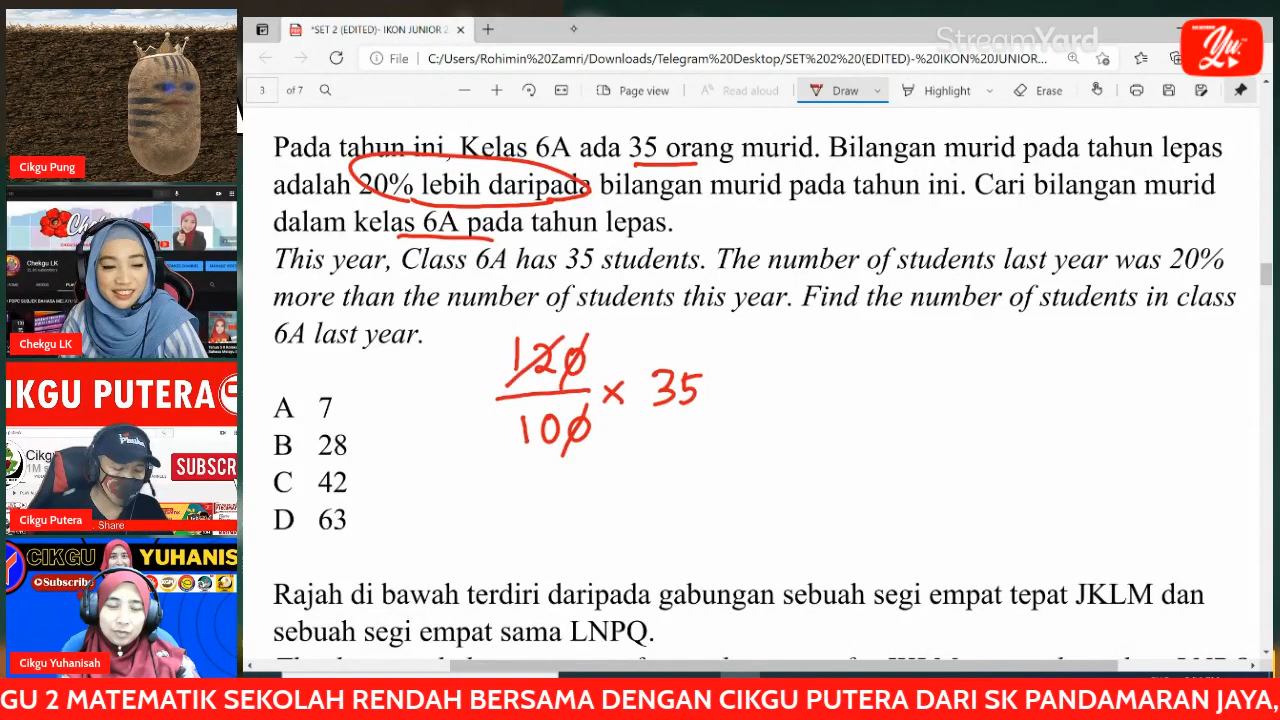 *SET 2 (EDITED)- IKON JUNIOR 2
StreamYard
Yu
File C:/Users/Rohimin Zamri/Downloads/Telegram%20Desktop/SET%202%20(EDITED)-%20IKON%20JUNIOR...
3 of 7 Page view Read aloud Draw Highlight Erase
Pada tahun ini, Kelas 6A ada 35 orang murid. Bilangan murid pada tahun lepas
adalah 20% lebih daripada bilangan murid pada tahun ini. Cari bilangan murid
dalam kelas 6A pada tahun lepas.
This year, Class 6A has 35 students. The number of students last year was 20%
more than the number of students this year. Find the number of students in class
6A last year.
120
100 × 35
A 7
B 28
C 42
D 63
Rajah di bawah terdiri daripada gabungan sebuah segi empat tepat JKLM dan
sebuah segi empat sama LNPQ.
Cikgu Pung
Chekgu LK
IKGU PUTERA
SUBSCR
Share
Cikgu Putera
CIKGU YUHANIS
Subscribe
Cikgu Yuhanisah
GU 2 MATEMATIK SEKOLAH RENDAH BERSAMA DENGAN CIKGU PUTERA DARI SK PANDAMARAN JAYA,